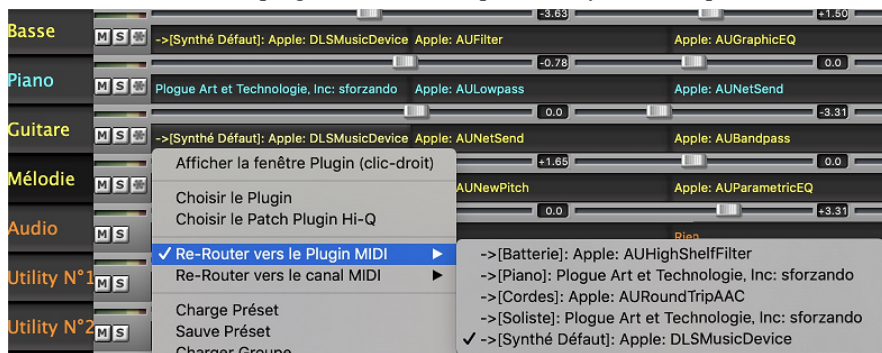 -3.63 +1.50
Basse M S ->[Synthé Défaut]: Apple: DLSMusicDevice Apple: AUFilter Apple: AUGraphicEQ
-0.78 0.0
Piano M S Plogue Art et Technologie, Inc: sforzando Apple: AULowpass Apple: AUNetSend
0.0 -3.31
Guitare M S ->[Synthé Défaut]: Apple: DLSMusicDevice Apple: AUNetSend Apple: AUBandpass
+1.65 0.0
Mélodie M S AUNewPitch Apple: AUParametricEQ
0.0 +3.31
Audio M S Rien
Utility N°1 M S
Utility N°2 M S
Afficher la fenêtre Plugin (clic-droit)
Choisir le Plugin
Choisir le Patch Plugin Hi-Q
✓ Re-Router vers le Plugin MIDI ▶
Re-Router vers le canal MIDI ▶
Charge Préset
Sauve Préset
Charger Groupe
->[Batterie]: Apple: AUHighShelfFilter
->[Piano]: Plogue Art et Technologie, Inc: sforzando
->[Cordes]: Apple: AURoundTripAAC
->[Soliste]: Plogue Art et Technologie, Inc: sforzando
✓ ->[Synthé Défaut]: Apple: DLSMusicDevice